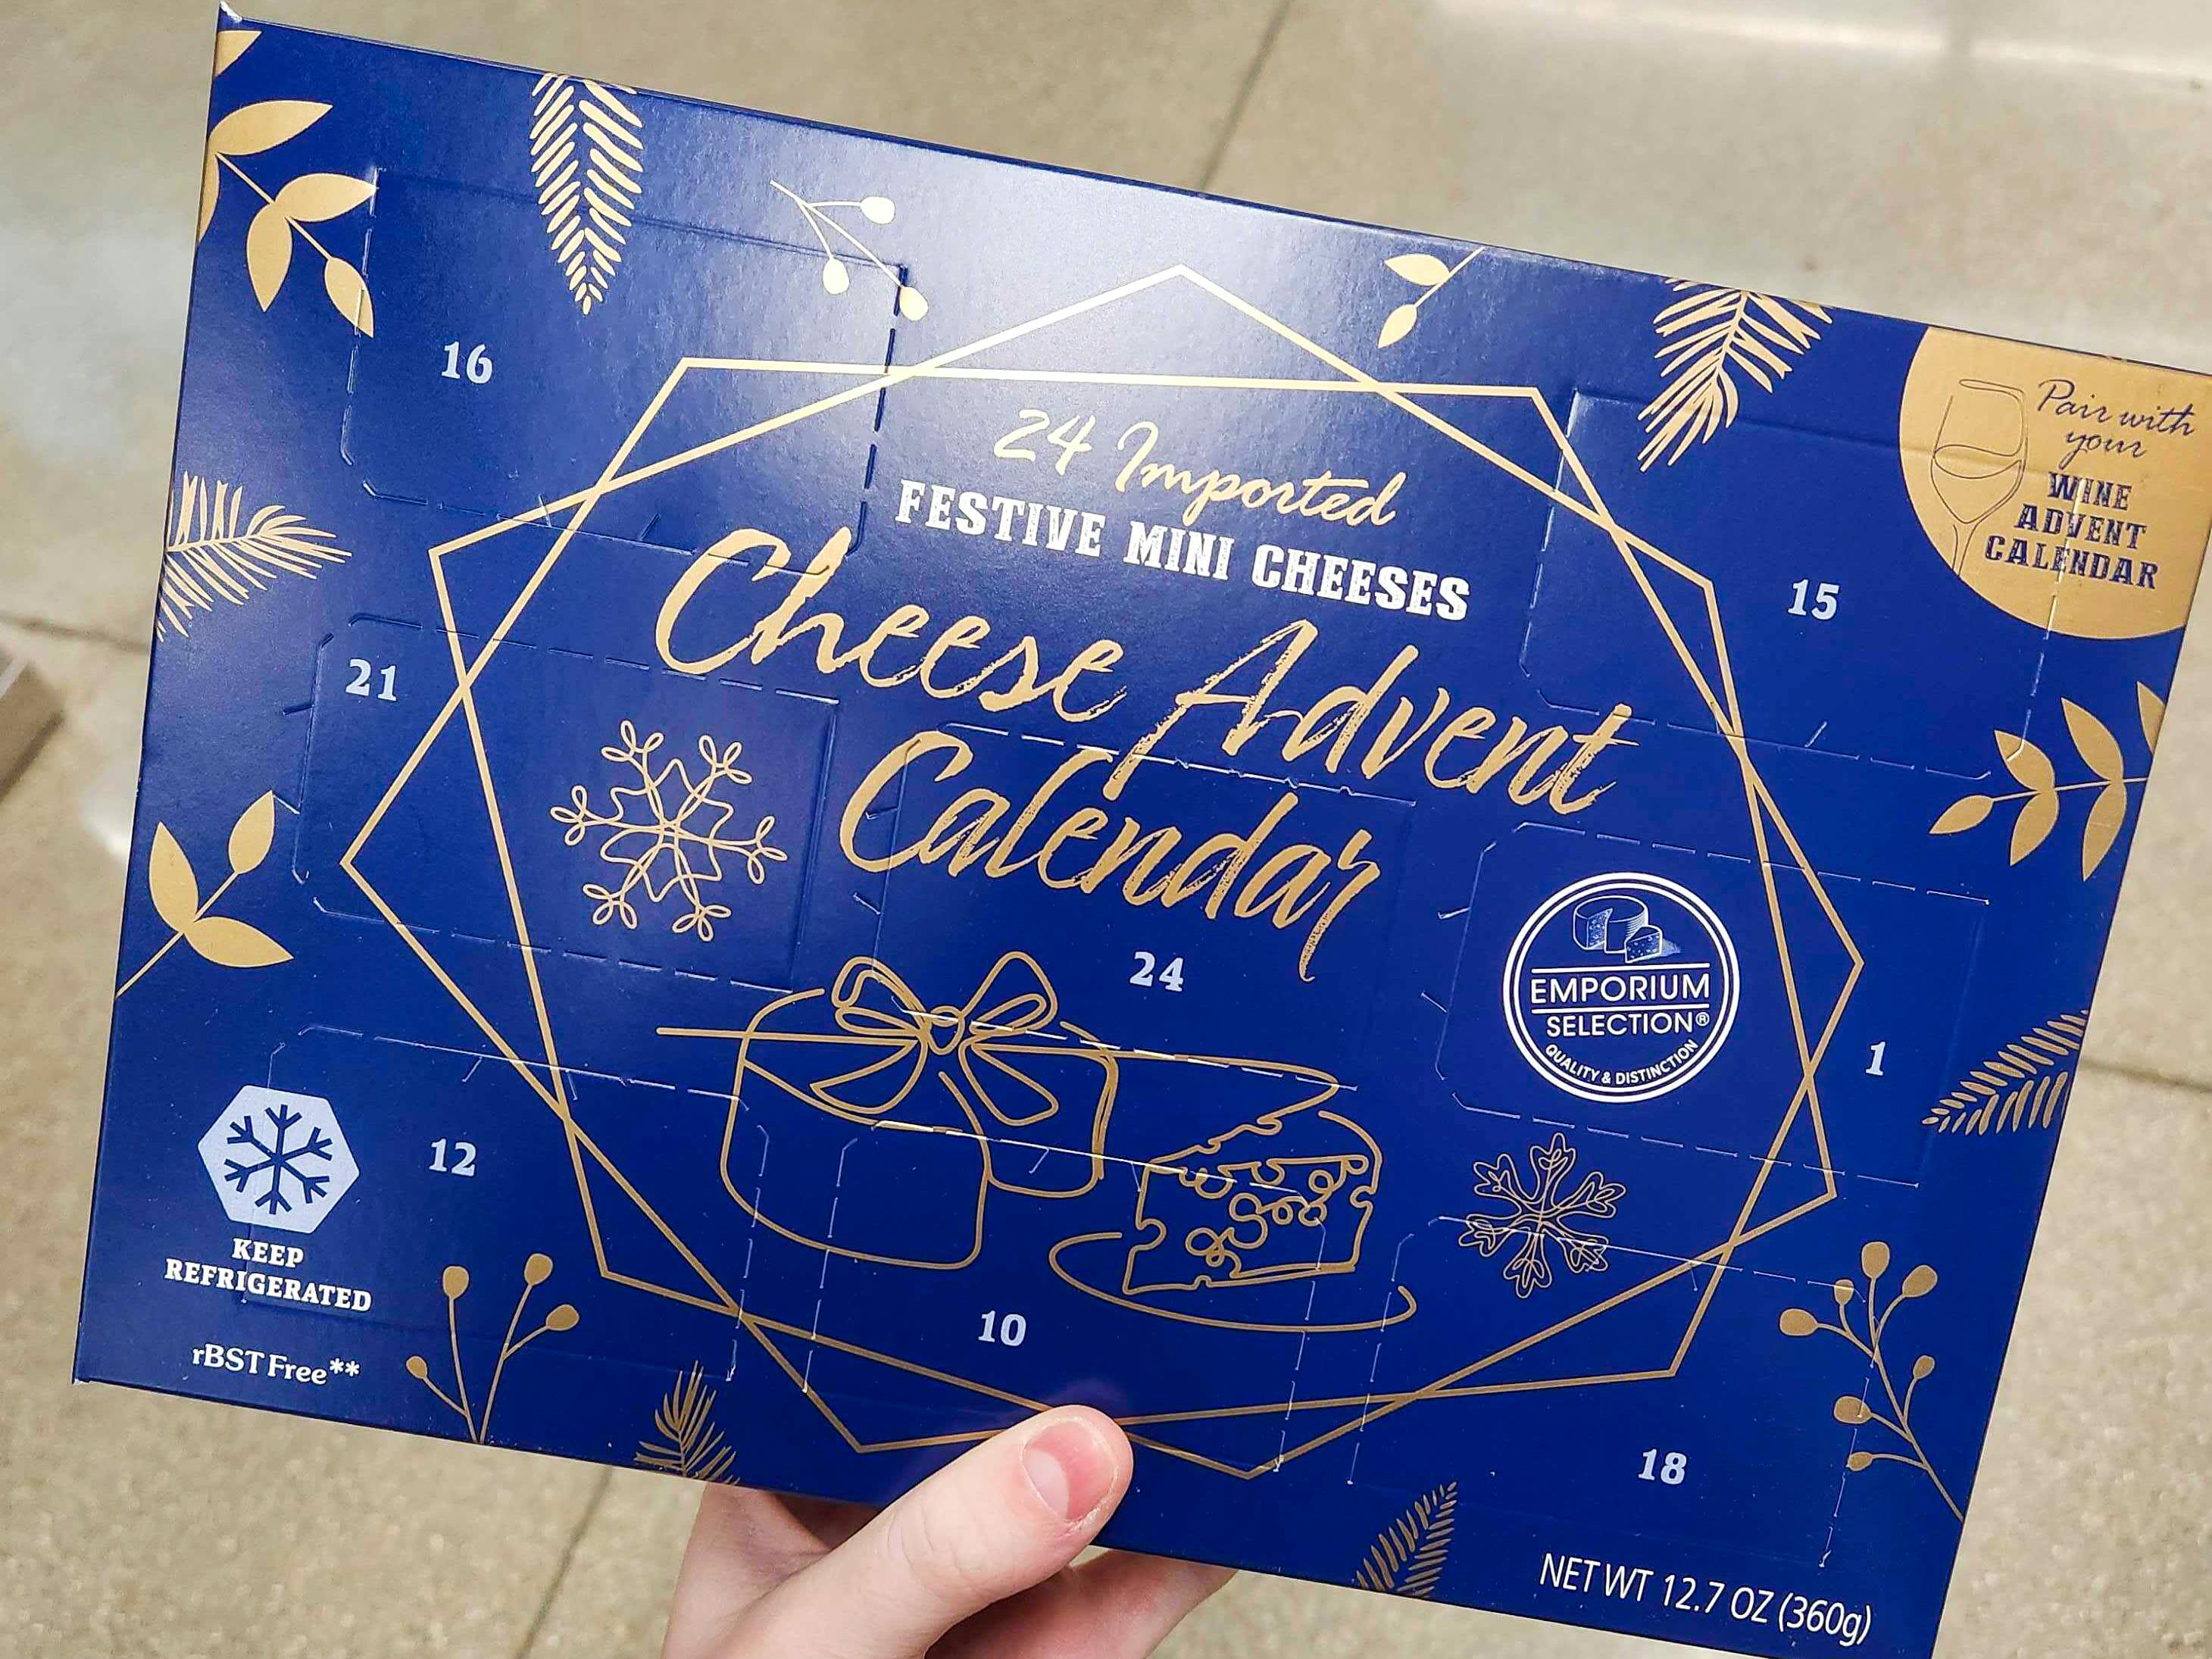 24 Imported
FESTIVE MINI CHEESES
Cheese Advent
Calendar
Pair with
your
WINE
ADVENT
CALENDAR
16
15
21
24
EMPORIUM
SELECTION®
QUALITY & DISTINCTION
1
12
10
18
KEEP
REFRIGERATED
rBST Free**
NET WT 12.7 OZ (360g)